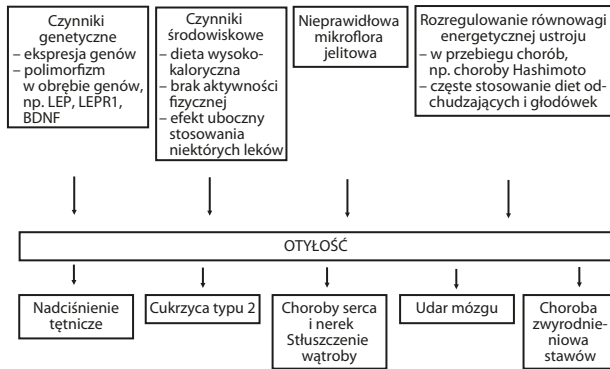 Czynniki
genetyczne
– ekspresja genów
– polimorfizm
w obrębie genów,
np. LEP, LEPR1,
BDNF
Czynniki
środowiskowe
– dieta wysoko-
kaloryczna
– brak aktywności
fizycznej
– efekt uboczny
stosowania
niektórych leków
Nieprawidłowa
mikroflora
jelitowa
Rozregulowanie równowagi
energetycznej ustroju
– w przebiegu chorób,
np. choroby Hashimoto
– częste stosowanie diet od-
chudzających i głodówek
OTYŁOŚĆ
Nadciśnienie
tętnicze
Cukrzyca typu 2
Choroby serca
i nerek
Stłuszczenie
wątroby
Udar mózgu
Choroba
zwyrodnie-
niowa
stawów